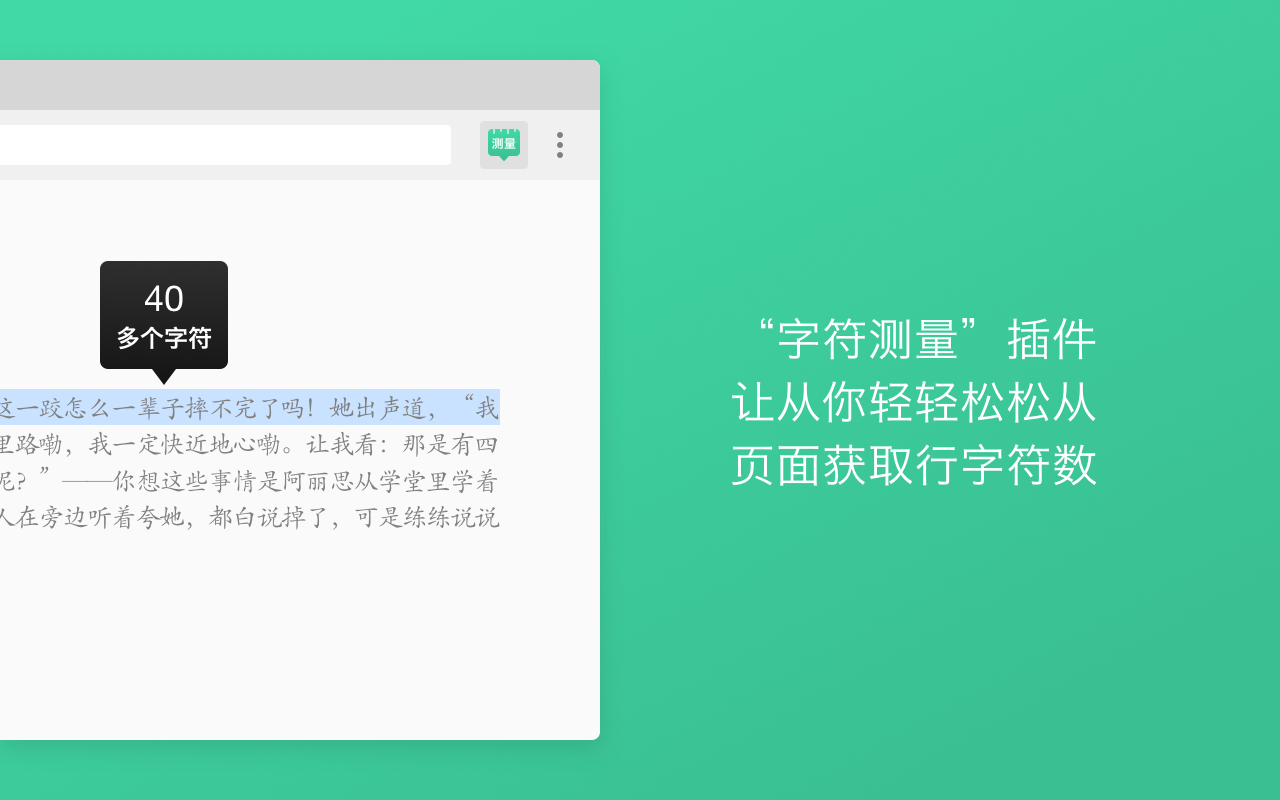 测量
40
多个字符
这一跤怎么一辈子摔不完了吗！她出声道，“我
里路嘞，我一定快近地心嘞。让我看：那是有四
呢？”——你想这些事情是阿丽思从学堂里学着
人在旁边听着夸她，都白说掉了，可是练练说说
“字符测量”插件
让从你轻轻松松从
页面获取行字符数